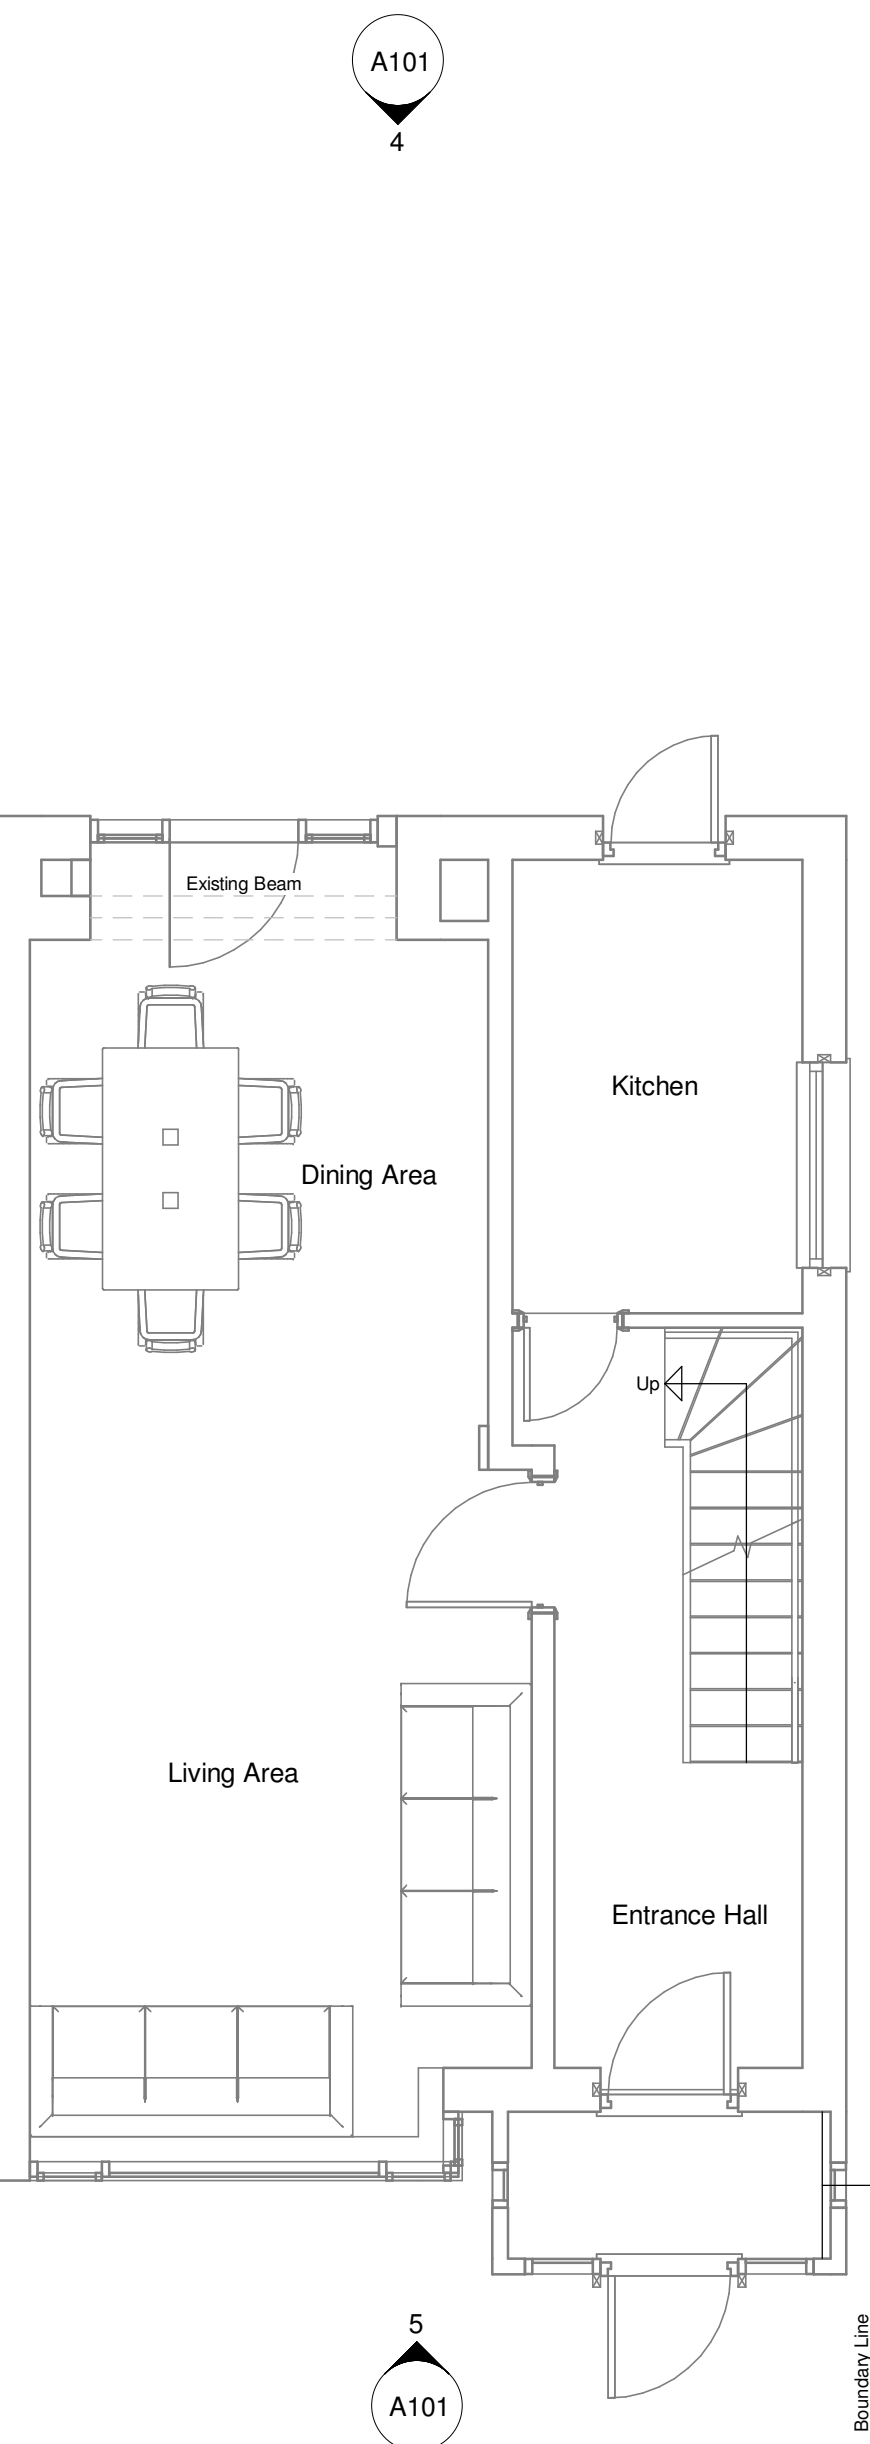 A101
4
Existing Beam
Kitchen
Dining Area
Up
Living Area
Entrance Hall
5
A101
Boundary Line